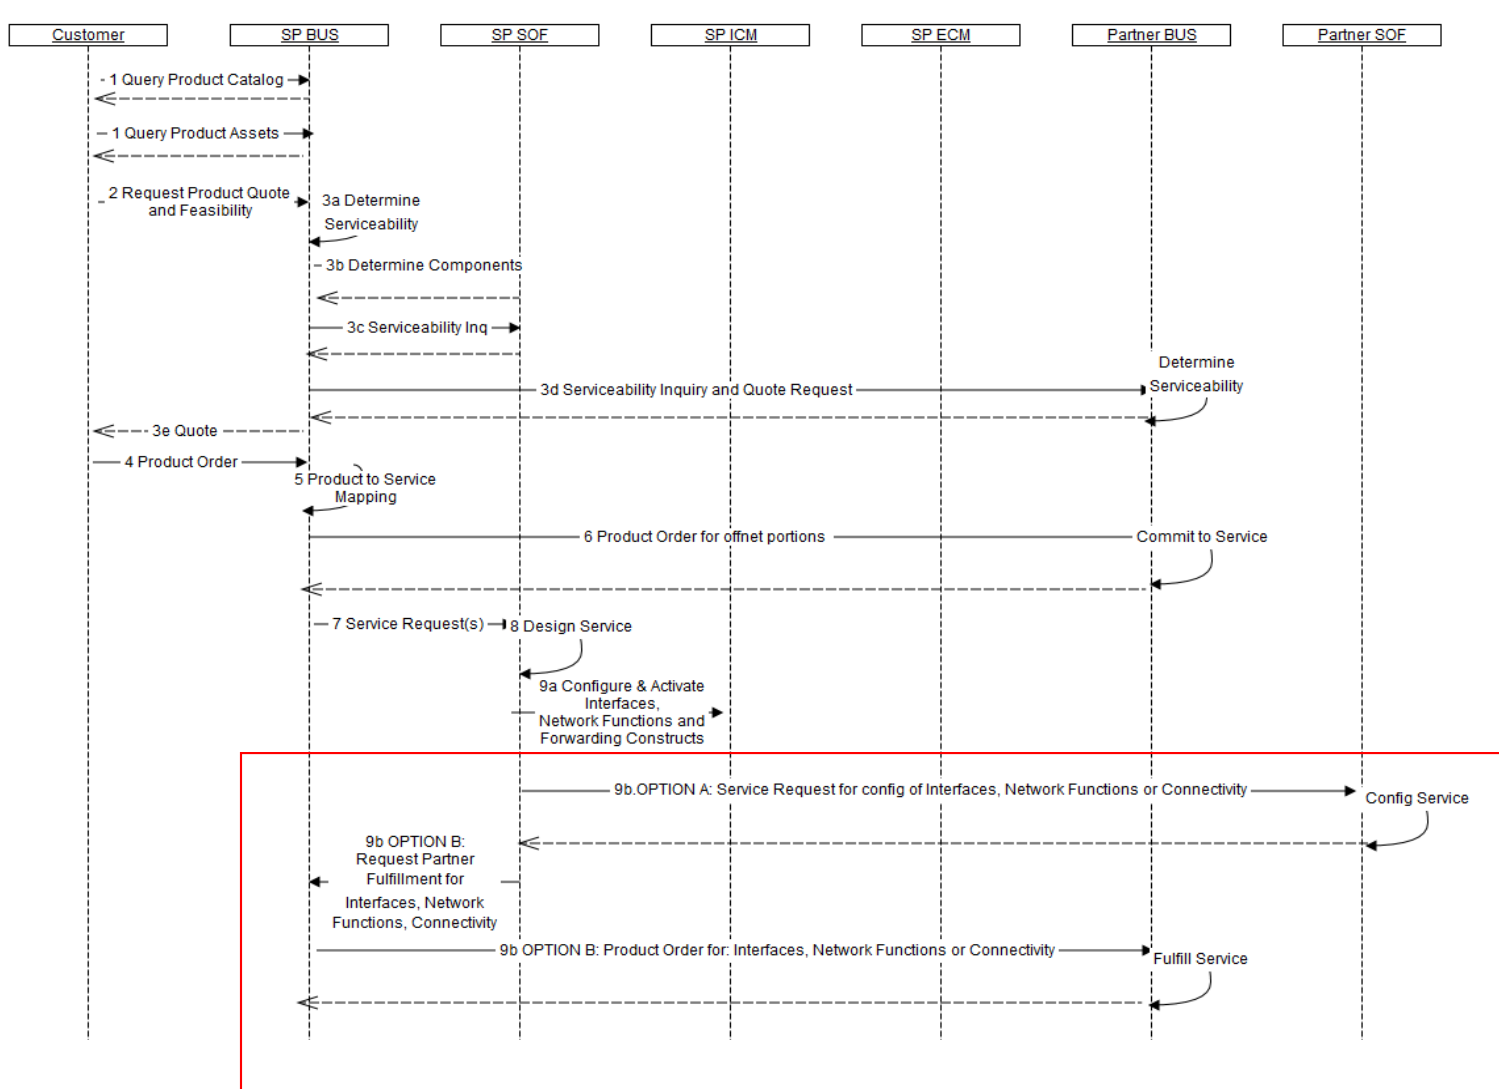 Customer
SP BUS
SP SOF
SP ICM
SP ECM
Partner BUS
Partner SOF
1 Query Product Catalog
1 Query Product Assets
2 Request Product Quote
and Feasibility
3a Determine
Serviceability
3b Determine Components
3c Serviceability Inq
Determine
Serviceability
3d Serviceability Inquiry and Quote Request
3e Quote
4 Product Order
5 Product to Service
Mapping
6 Product Order for offnet portions
Commit to Service
7 Service Request(s)
8 Design Service
9a Configure & Activate
Interfaces,
Network Functions and
Forwarding Constructs
9b.OPTION A: Service Request for config of Interfaces, Network Functions or Connectivity
Config Service
9b OPTION B:
Request Partner
Fulfillment for
Interfaces, Network
Functions, Connectivity
9b OPTION B: Product Order for: Interfaces, Network Functions or Connectivity
Fulfill Service